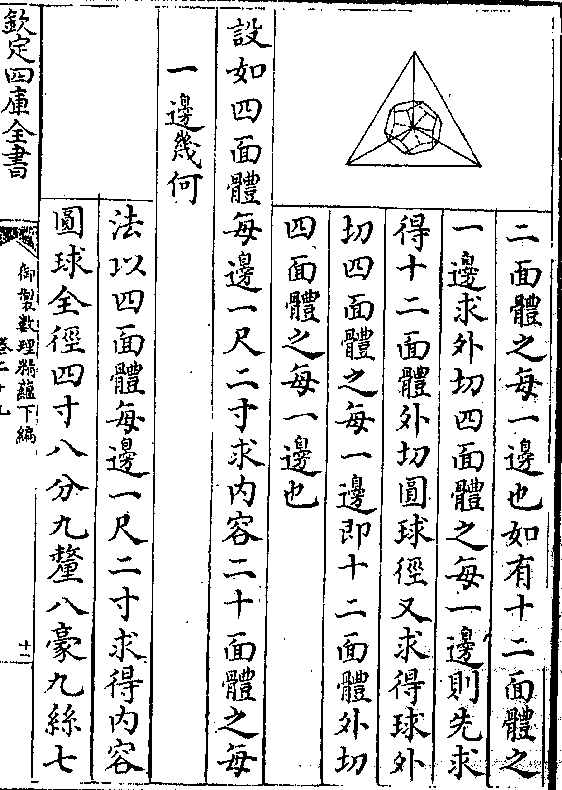 二面體之每一邊也如有十二面體之
一邊求外切四面體之每一邊則先求
得十二面體外切圓球徑又求得球外
切四面體之每一邊即十二面體外切
四面體之每一邊也
設如四面體每邊一尺二寸求内容二十面體之每
一邊幾何
法以四面體每邊一尺二寸求得内容
圓球全徑四寸八分九釐八豪九絲七
欽定四庫全書
御製數理精藴下編
卷二十九
十二